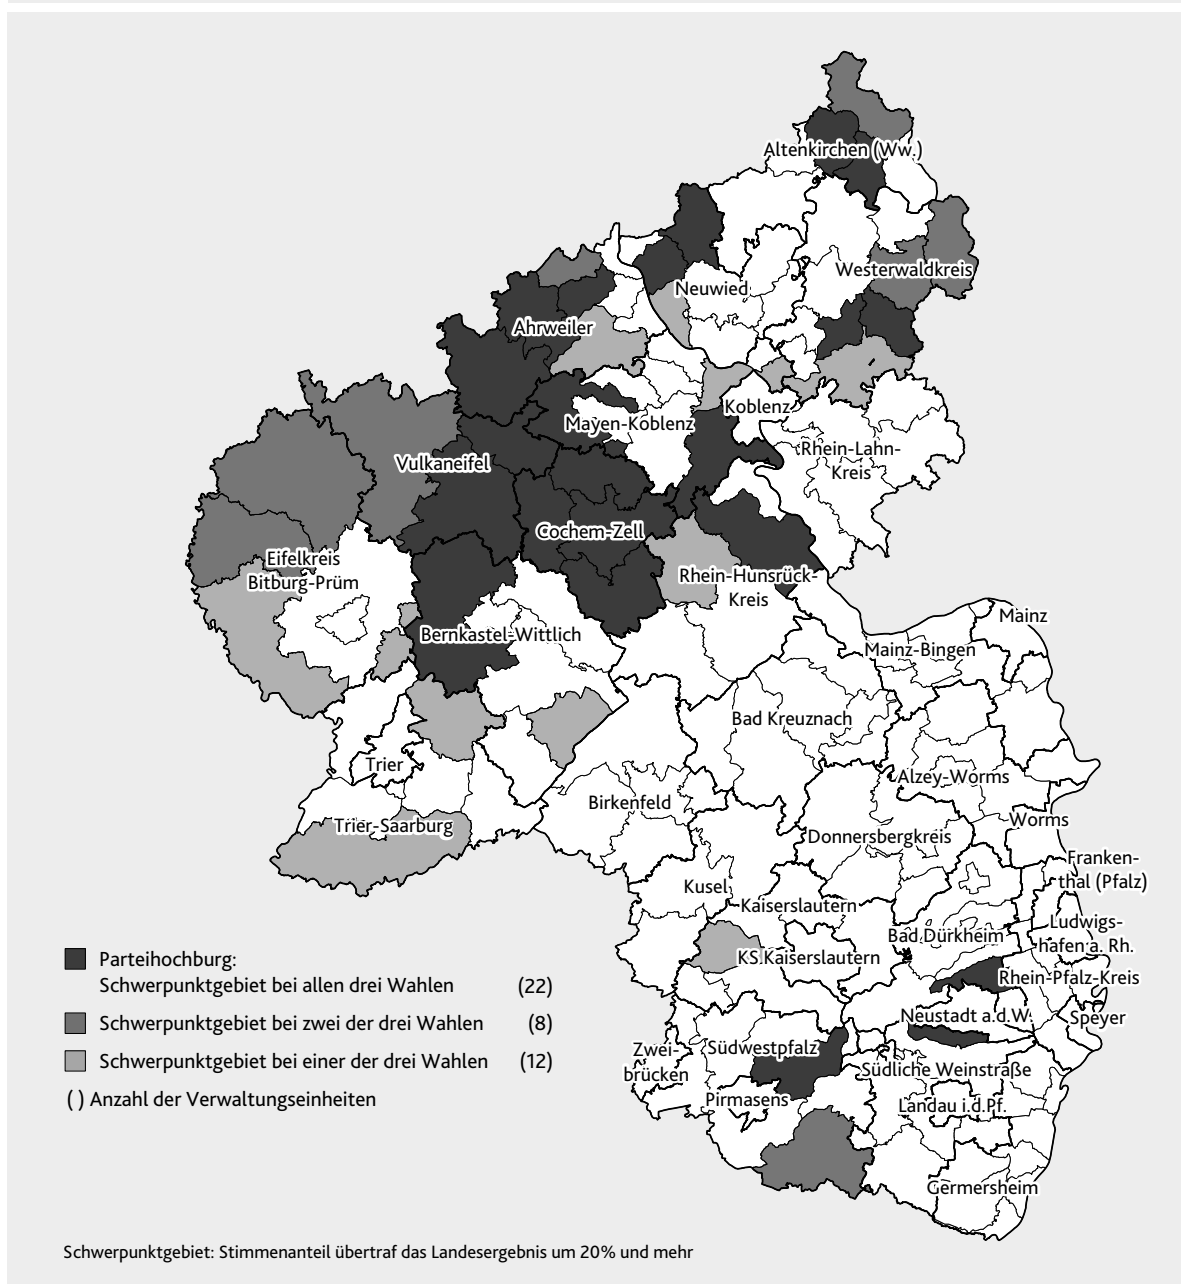 Altenkirchen (Ww.)
Westerwaldkreis
Neuwied
Ahrweiler
Koblenz
Mayen-Koblenz
Rhein-Lahn-
Kreis
Vulkaneifel
Cochem-Zell
Eifelkreis
Bitburg-Prüm
Rhein-Hunsrück-
Kreis
Mainz
Bernkastel-Wittlich
Mainz-Bingen
Bad Kreuznach
Trier
Alzey-Worms
Birkenfeld
Worms
Trier-Saarburg
Donnersbergkreis
Franken-
thal (Pfalz)
Kusel
Kaiserslautern
Ludwigs-
hafen a. Rh.
Bad Dürkheim
KS.Kaiserslautern
Rhein-Pfalz-Kreis
Neustadt a.d.W.
Speyer
Zwei-
brücken
Südwestpfalz
Südliche Weinstraße
Pirmasens
Landau i.d.Pf.
Germersheim
Parteihochburg:
Schwerpunktgebiet bei allen drei Wahlen (22)
Schwerpunktgebiet bei zwei der drei Wahlen (8)
Schwerpunktgebiet bei einer der drei Wahlen (12)
( ) Anzahl der Verwaltungseinheiten
Schwerpunktgebiet: Stimmenanteil übertraf das Landesergebnis um 20% und mehr